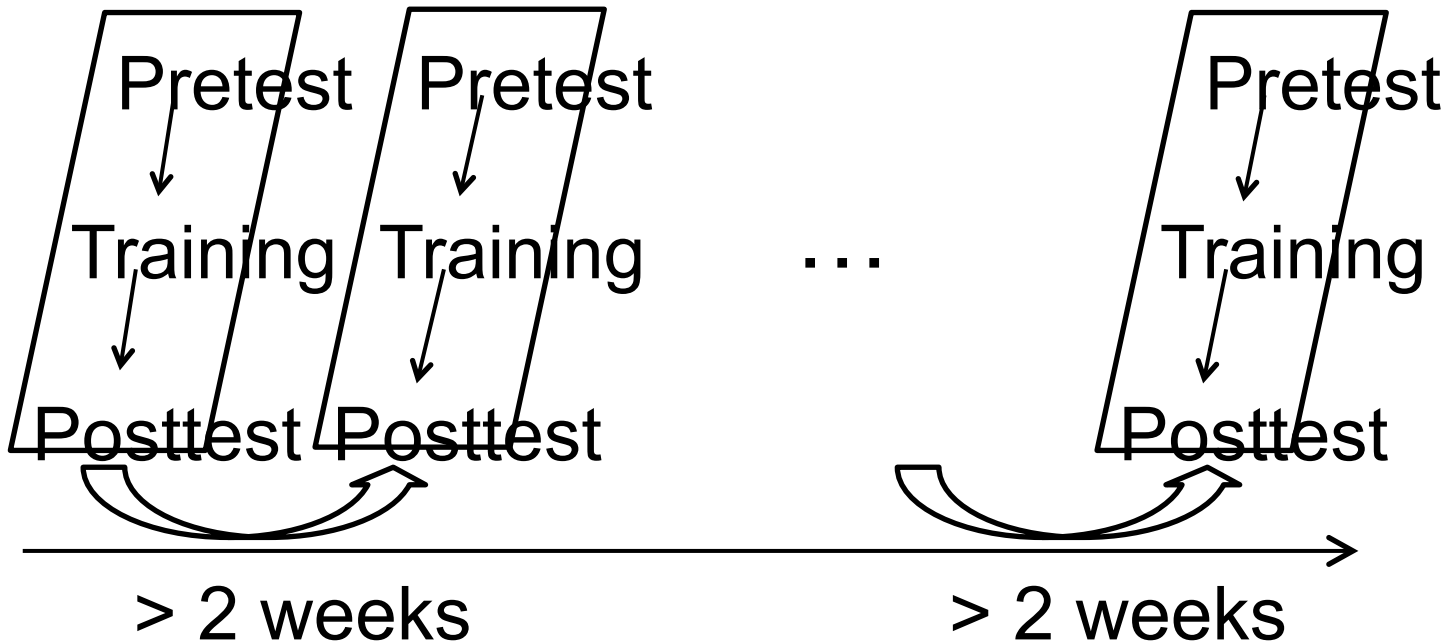 Pretest Pretest Pretest
Training Training … Training
Posttest Posttest Posttest
> 2 weeks > 2 weeks